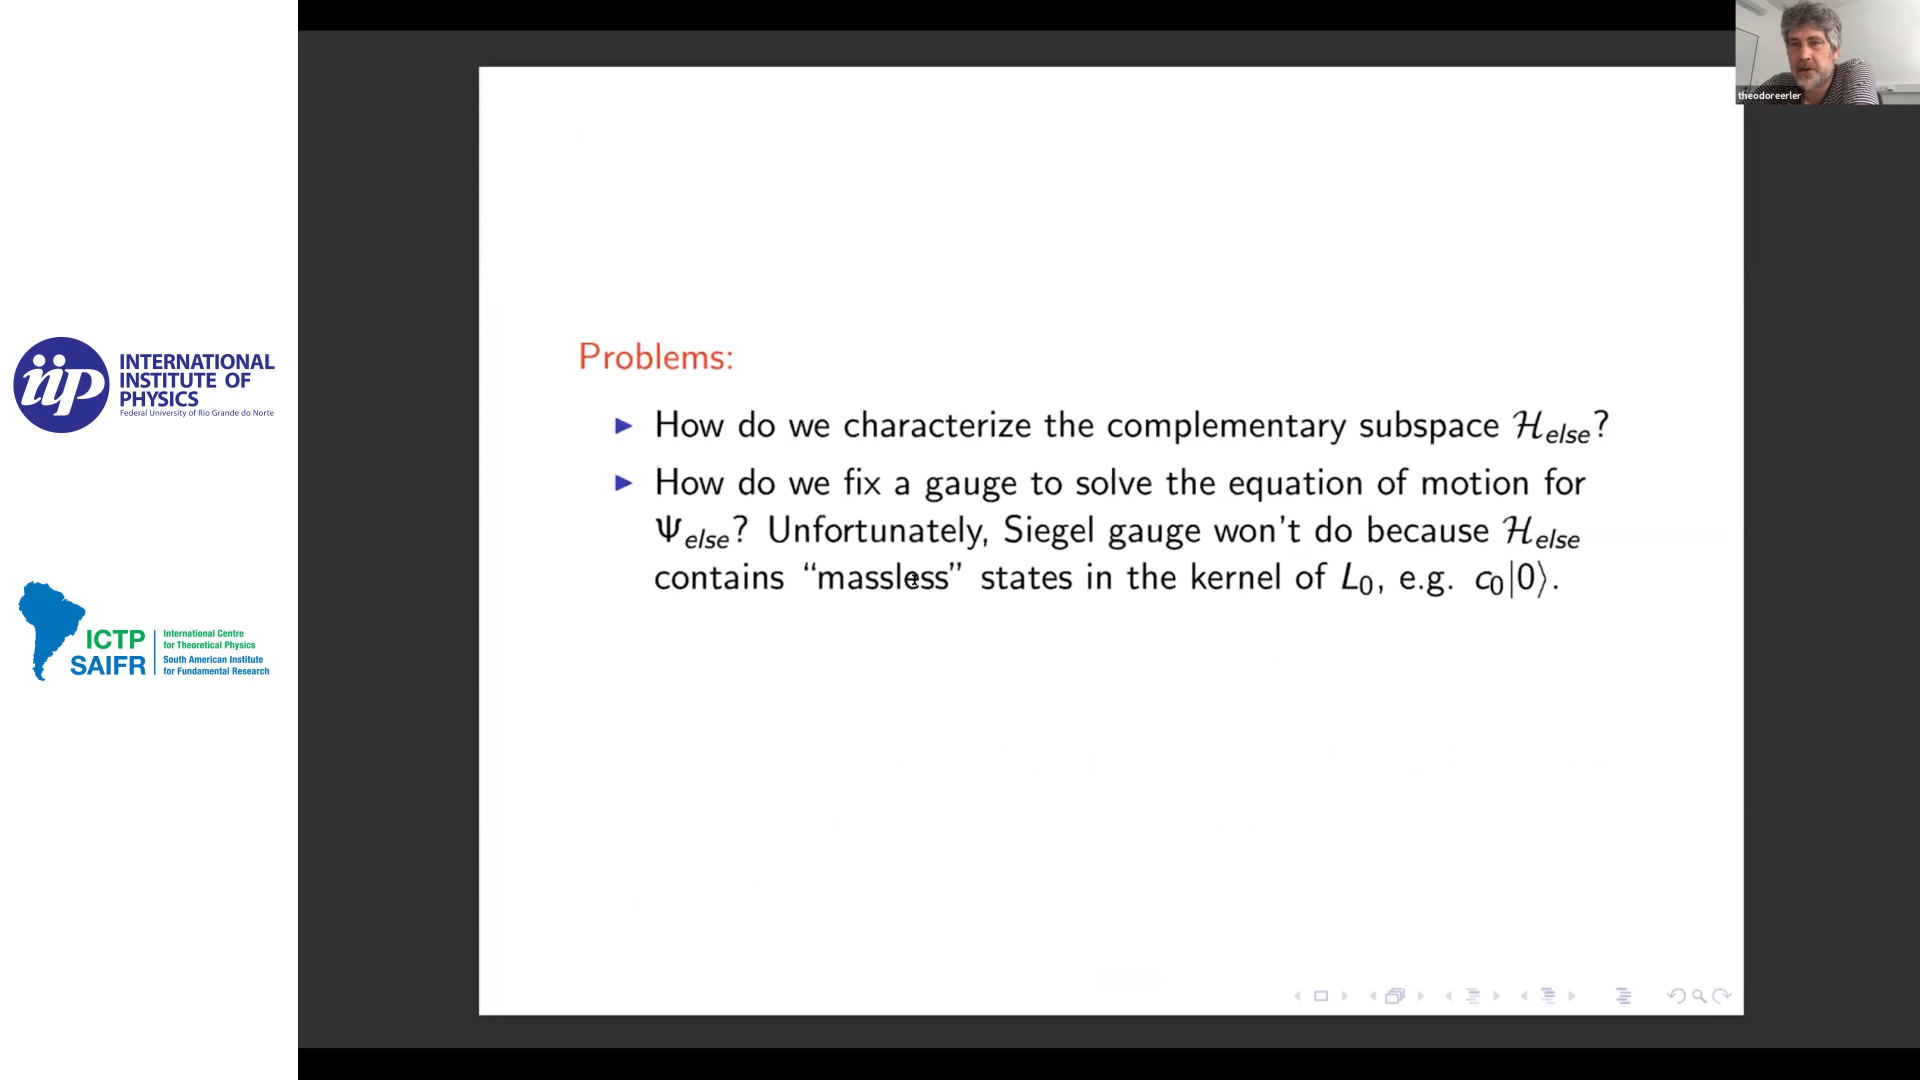 theodoreerler
Problems:
▶ How do we characterize the complementary subspace ℋ_else?
▶ How do we fix a gauge to solve the equation of motion for
Ψ_else? Unfortunately, Siegel gauge won't do because ℋ_else
contains “massless” states in the kernel of L₀, e.g. c₀|0⟩.
iip
INTERNATIONAL
INSTITUTE OF
PHYSICS
Federal University of Rio Grande do Norte
ICTP
SAIFR
International Centre
for Theoretical Physics
South American Institute
for Fundamental Research